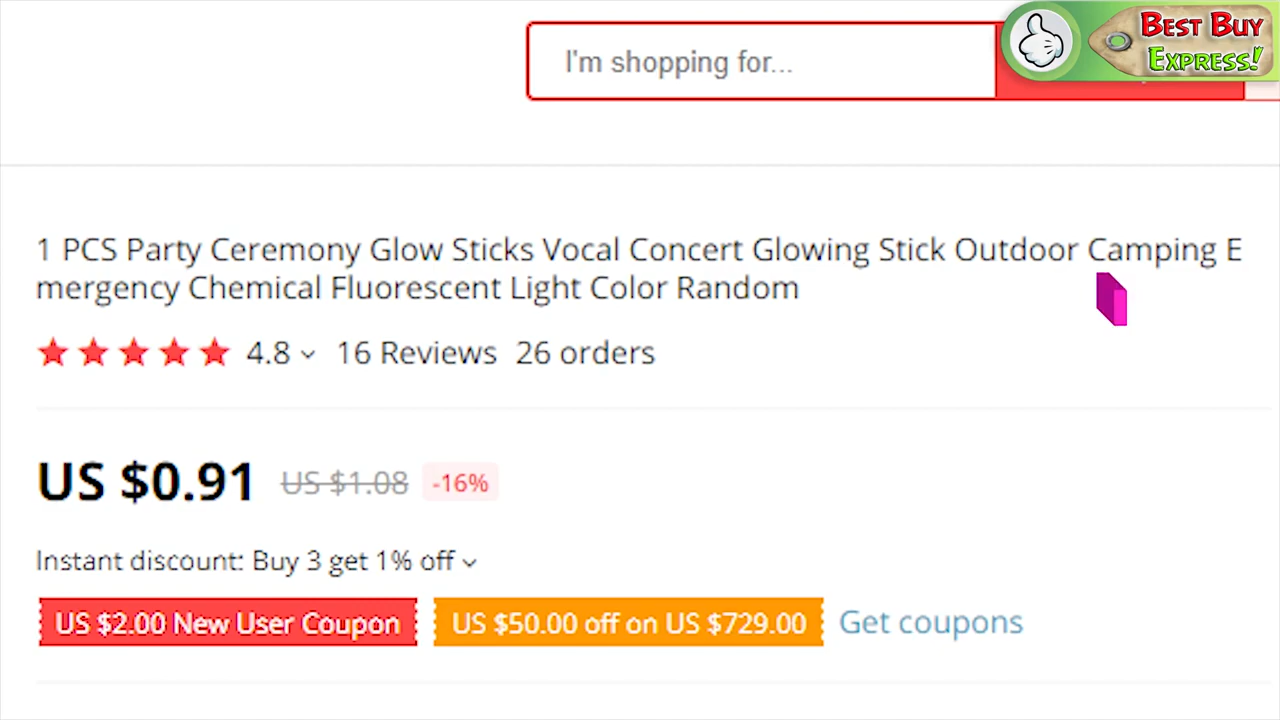 I'm shopping for...
BEST BUY
EXPRESS!
1 PCS Party Ceremony Glow Sticks Vocal Concert Glowing Stick Outdoor Camping E
mergency Chemical Fluorescent Light Color Random
4.8 16 Reviews 26 orders
US $0.91 US $1.08 -16%
Instant discount: Buy 3 get 1% off
US $2.00 New User Coupon US $50.00 off on US $729.00 Get coupons